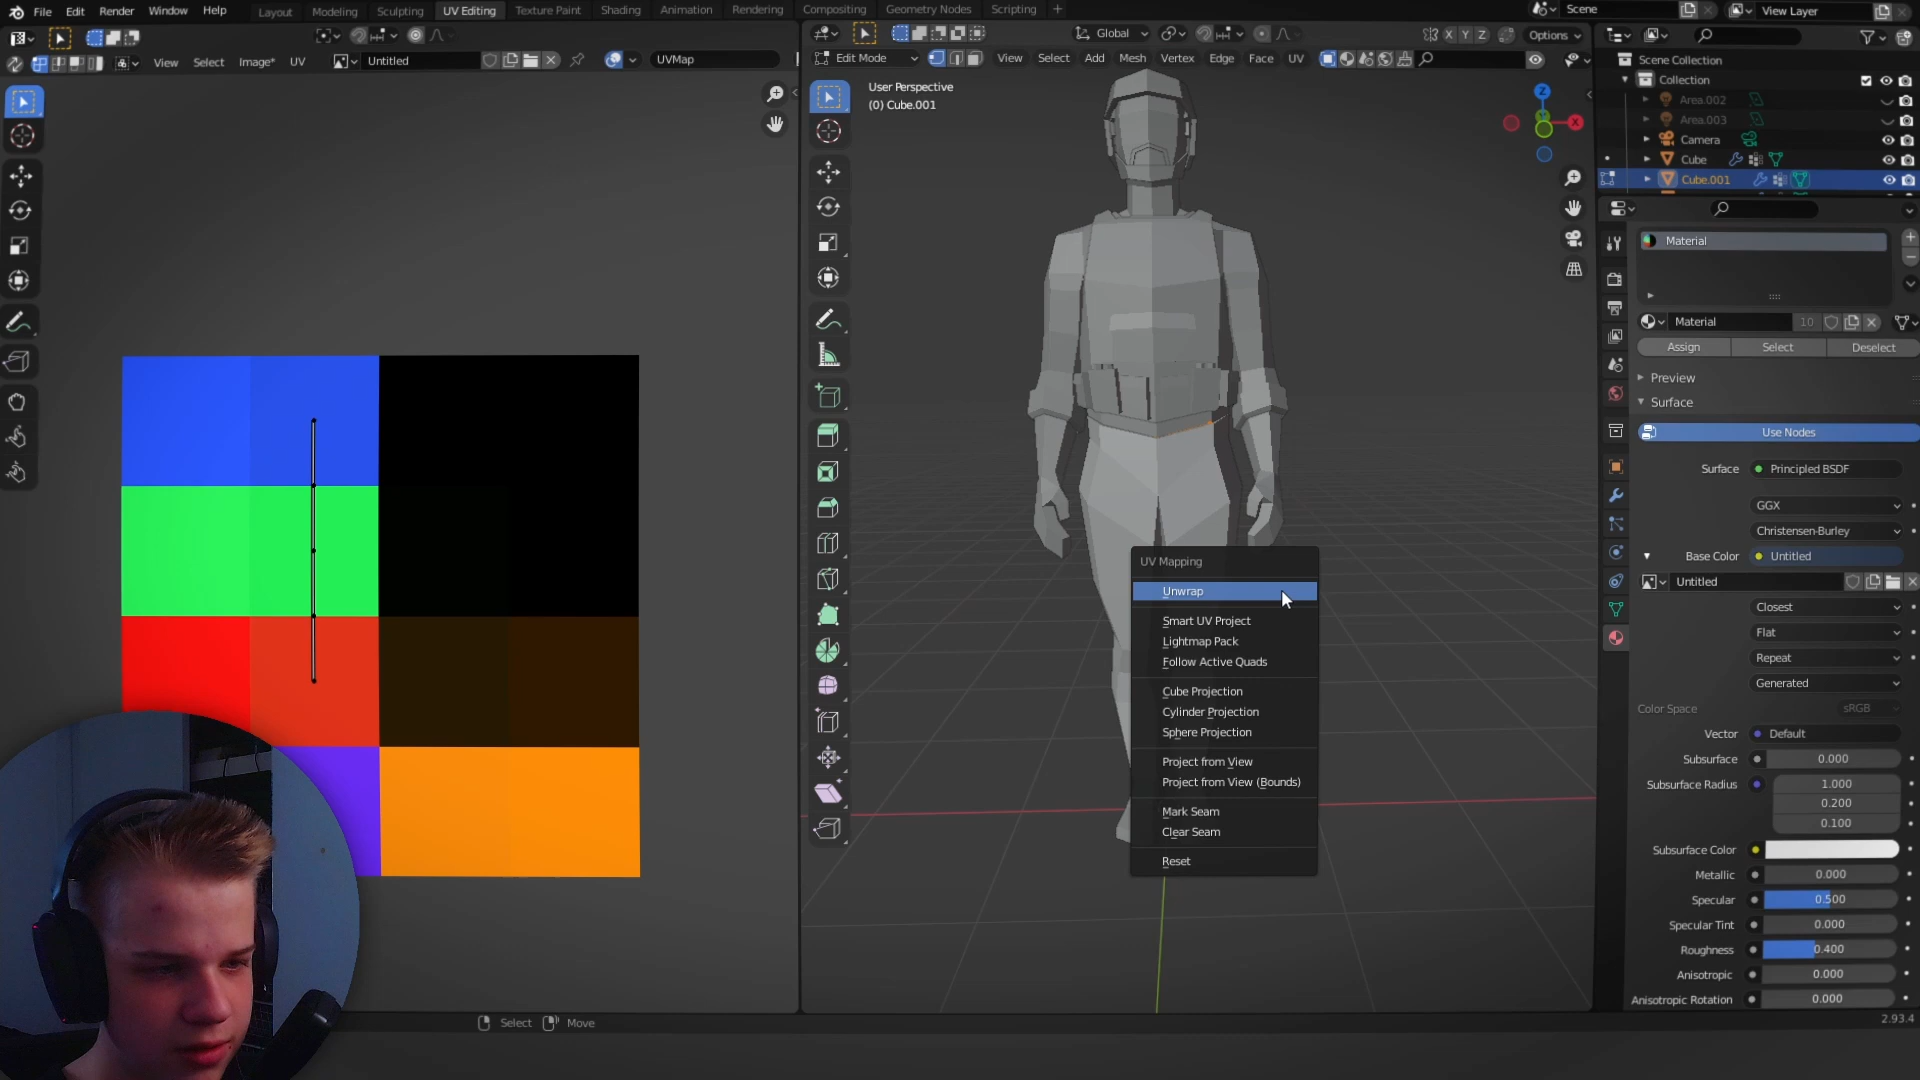 File Edit Render Window Help Layout Modeling Sculpting UV Editing Texture Paint Shading Animation Rendering Compositing Geometry Nodes Scripting + Scene View Layer
Global X Y Z Options
View Select Image* UV Untitled UVMap
Edit Mode View Select Add Mesh Vertex Edge Face UV
User Perspective
(0) Cube.001
Z
X
Scene Collection
Collection
Area.002
Area.003
Camera
Cube
Cube.001
Material
Material 10
Assign Select Deselect
Preview
Surface
Use Nodes
Surface Principled BSDF
GGX
Christensen-Burley
Base Color Untitled
Untitled
Closest
Flat
Repeat
Generated
Color Space sRGB
Vector Default
Subsurface 0.000
Subsurface Radius 1.000
0.200
0.100
Subsurface Color
Metallic 0.000
Specular 0.500
Specular Tint 0.000
Roughness 0.400
Anisotropic 0.000
Anisotropic Rotation 0.000
UV Mapping
Unwrap
Smart UV Project
Lightmap Pack
Follow Active Quads
Cube Projection
Cylinder Projection
Sphere Projection
Project from View
Project from View (Bounds)
Mark Seam
Clear Seam
Reset
Select Move
2.93.4